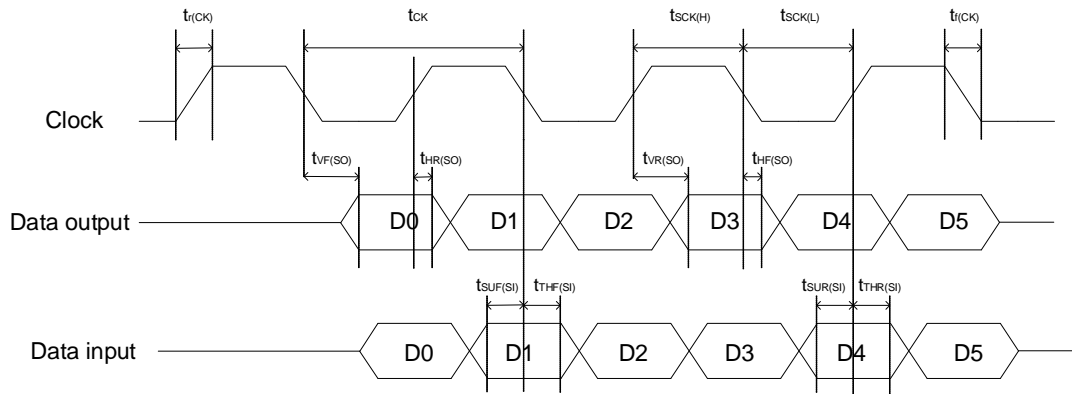 tr(CK) tCK tSCK(H) tSCK(L) tf(CK)
Clock
tVF(SO) tHR(SO) tVR(SO) tHF(SO)
Data output D0 D1 D2 D3 D4 D5
tSUF(SI) tTHF(SI) tSUR(SI) tTHR(SI)
Data input D0 D1 D2 D3 D4 D5